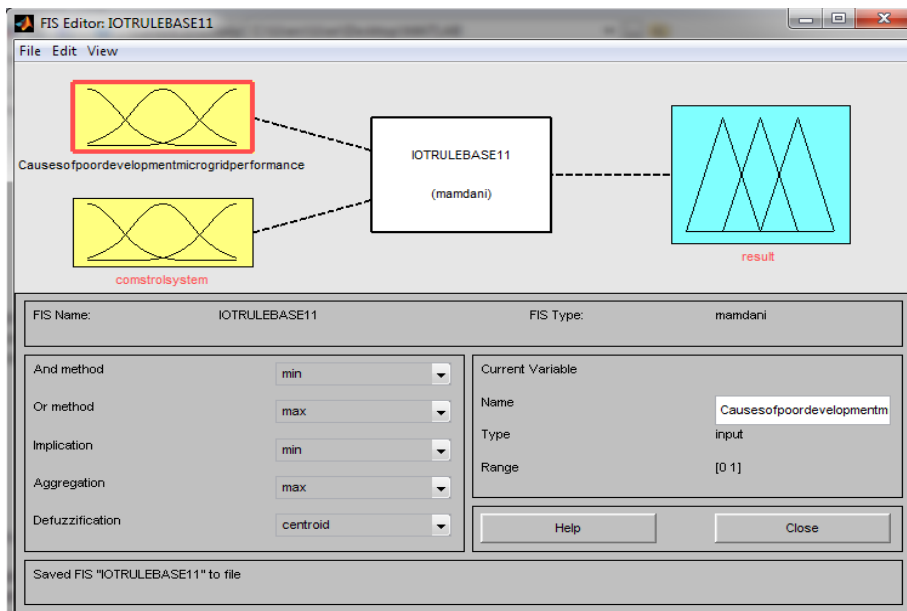 FIS Editor: IOTRULEBASE11
File Edit View
Causesofpoordevelopmentmicrogridperformance
IOTRULEBASE11
(mamdani)
comstrolsystem
result
FIS Name: IOTRULEBASE11 FIS Type: mamdani
And method min
Or method max
Implication min
Aggregation max
Defuzzification centroid
Current Variable
Name Causesofpoordevelopmentm
Type input
Range [0 1]
Help Close
Saved FIS "IOTRULEBASE11" to file